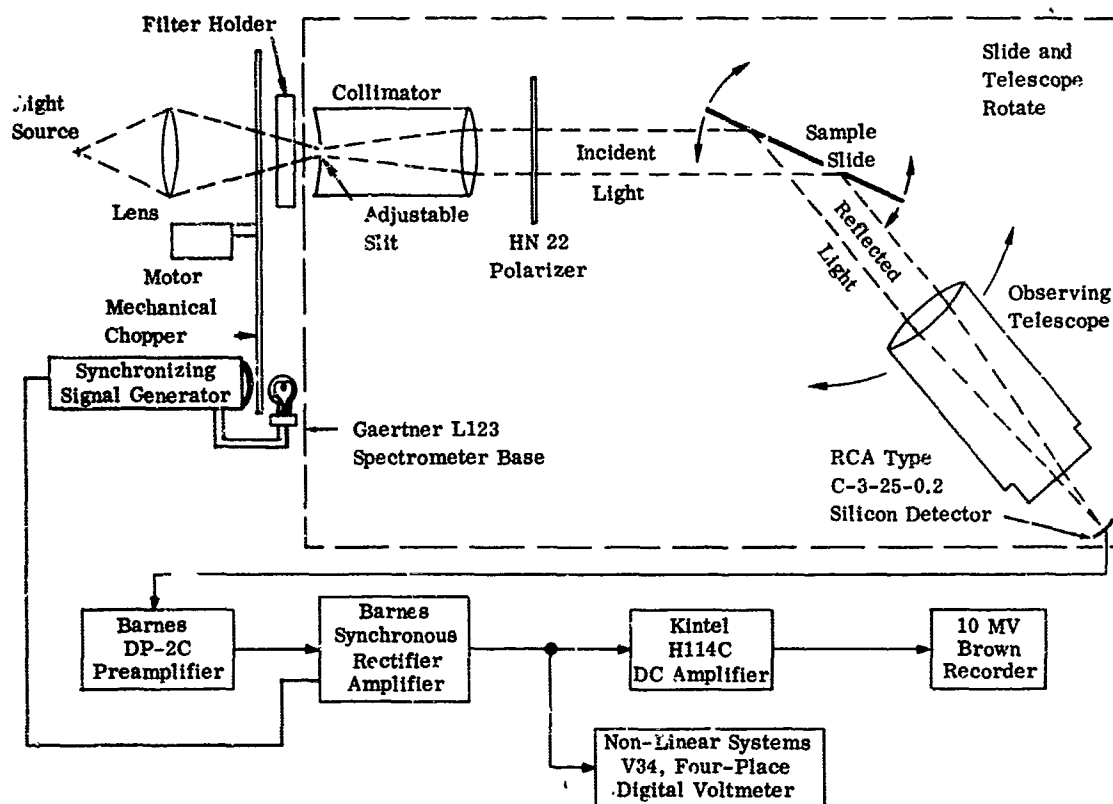 Filter Holder
Slide and
Telescope
Rotate
Light
Source
Collimator
Sample
Slide
Incident
Light
Lens
Adjustable
Slit
HN 22
Polarizer
Reflected
Light
Motor
Mechanical
Chopper
Observing
Telescope
Synchronizing
Signal Generator
Gaertner L123
Spectrometer Base
RCA Type
C-3-25-0.2
Silicon Detector
Barnes
DP-2C
Preamplifier
Barnes
Synchronous
Rectifier
Amplifier
Kintel
H114C
DC Amplifier
10 MV
Brown
Recorder
Non-Linear Systems
V34, Four-Place
Digital Voltmeter